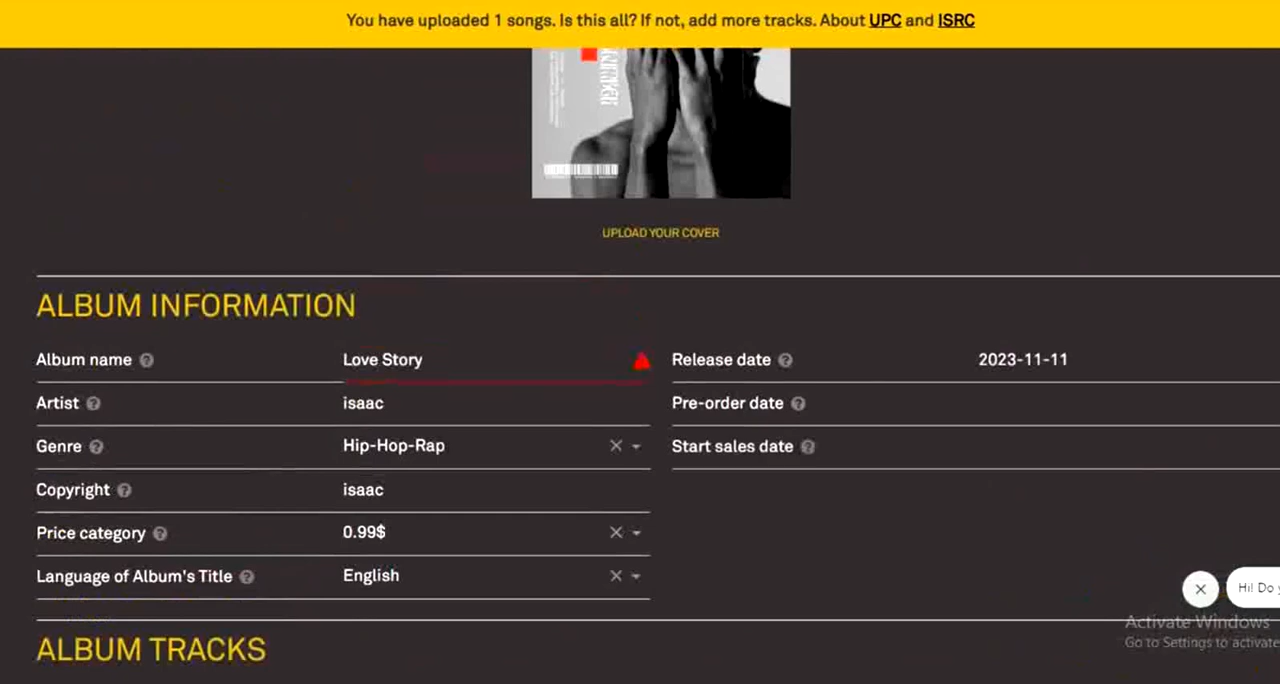 You have uploaded 1 songs. Is this all? If not, add more tracks. About UPC and ISRC
UPLOAD YOUR COVER
ALBUM INFORMATION
Album name ? Love Story
Artist ? isaac
Genre ? Hip-Hop-Rap
Copyright ? isaac
Price category ? 0.99$
Language of Album's Title ? English
Release date ? 2023-11-11
Pre-order date ?
Start sales date ?
Hi! Do
Activate Windows
Go to Settings to activate
ALBUM TRACKS